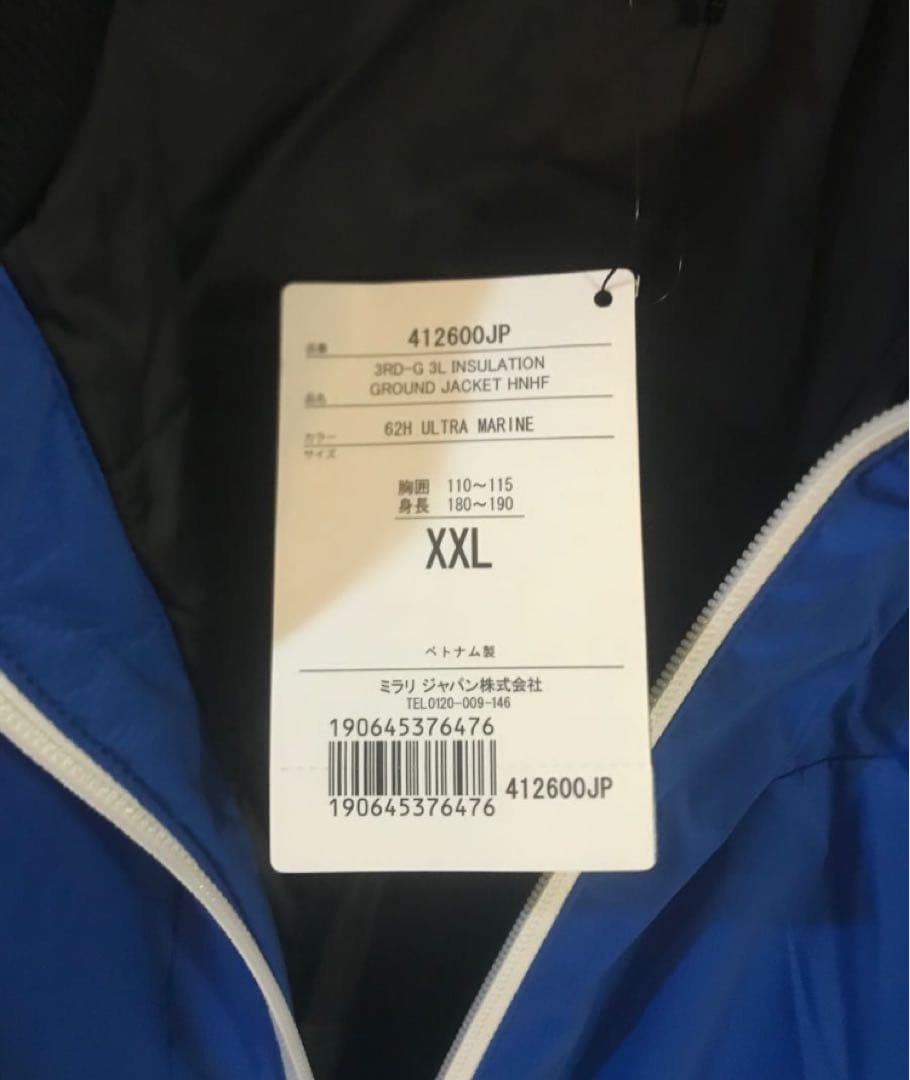 品番 412600JP
3RD-G 3L INSULATION
品名 GROUND JACKET HNHF
カラー 62H ULTRA MARINE
サイズ
胸囲 110～115
身長 180～190
XXL
ベトナム製
ミラリ ジャパン株式会社
TEL0120-009-146
190645376476
190645376476 412600JP